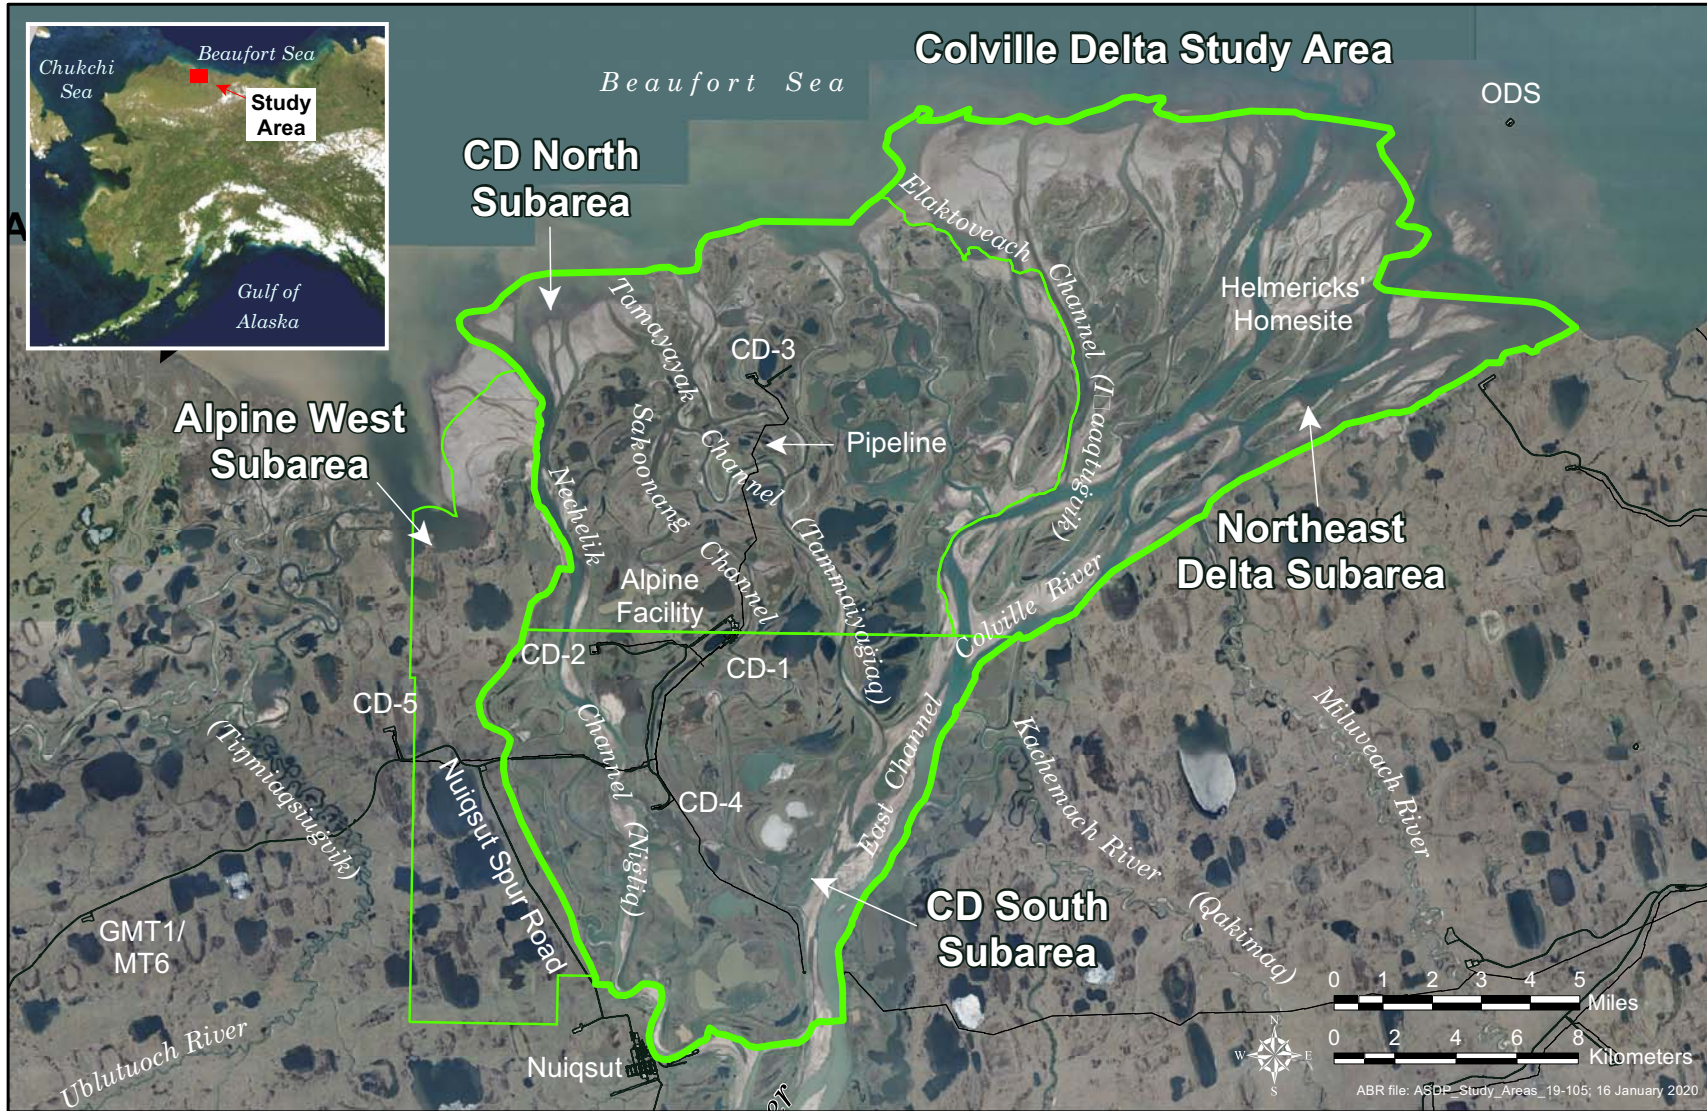 Colville Delta Study Area
Beaufort Sea
ODS
Beaufort Sea
Chukchi
Sea
Study
Area
Gulf of
Alaska
CD North
Subarea
Elaktoveach
Channel
Helmericks'
Homesite
Tamayayak
Channel
(Tammaiyagiaq)
CD-3
Sakoonang
Channel
Pipeline
Alpine West
Subarea
Nechelik
Channel
(Nigliq)
Northeast
Delta Subarea
Alpine
Facility
Colville River
CD-2
CD-1
CD-5
CD-4
(Tiŋmiaqsiuġvik)
Nuiqsut Spur Road
East Channel
Kachemach River
(Qakimaq)
Miluveach River
CD South
Subarea
GMT1/
MT6
Ublutuoch River
Nuiqsut
0 1 2 3 4 5
Miles
0 2 4 6 8
Kilometers
N
W E
S
ABR file: ASDP_Study_Areas_19-105; 16 January 2020